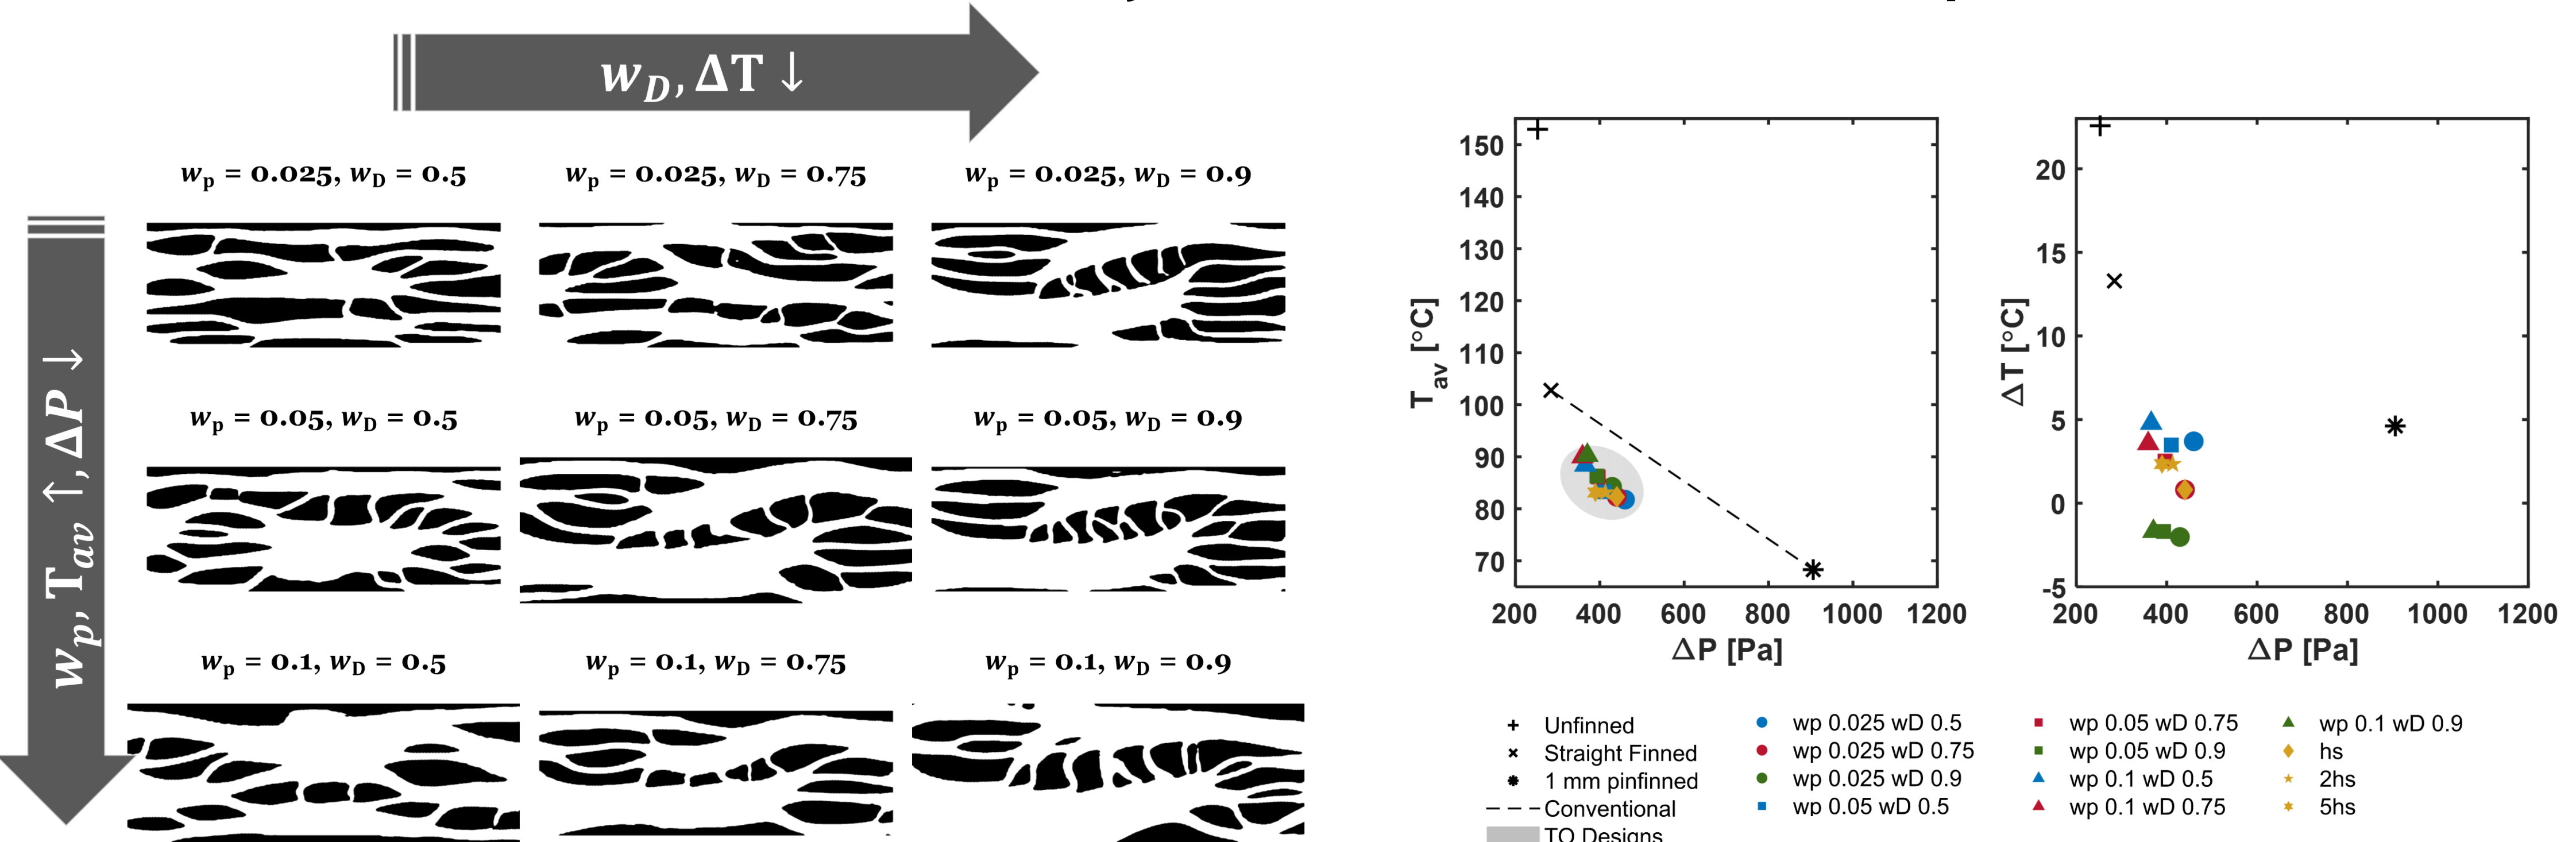 w_D, ΔT ↓
w_p, T_av ↑, ΔP ↓
w_p = 0.025, w_D = 0.5
w_p = 0.025, w_D = 0.75
w_p = 0.025, w_D = 0.9
w_p = 0.05, w_D = 0.5
w_p = 0.05, w_D = 0.75
w_p = 0.05, w_D = 0.9
w_p = 0.1, w_D = 0.5
w_p = 0.1, w_D = 0.75
w_p = 0.1, w_D = 0.9
T_av [°C]
150
140
130
120
110
100
90
80
70
200 400 600 800 1000 1200
ΔP [Pa]
ΔT [°C]
20
15
10
5
0
-5
200 400 600 800 1000 1200
ΔP [Pa]
Unfinned
Straight Finned
1 mm pinfinned
Conventional
TO Designs
wp 0.025 wD 0.5
wp 0.025 wD 0.75
wp 0.025 wD 0.9
wp 0.05 wD 0.5
wp 0.05 wD 0.75
wp 0.05 wD 0.9
wp 0.1 wD 0.5
wp 0.1 wD 0.75
wp 0.1 wD 0.9
hs
2hs
5hs